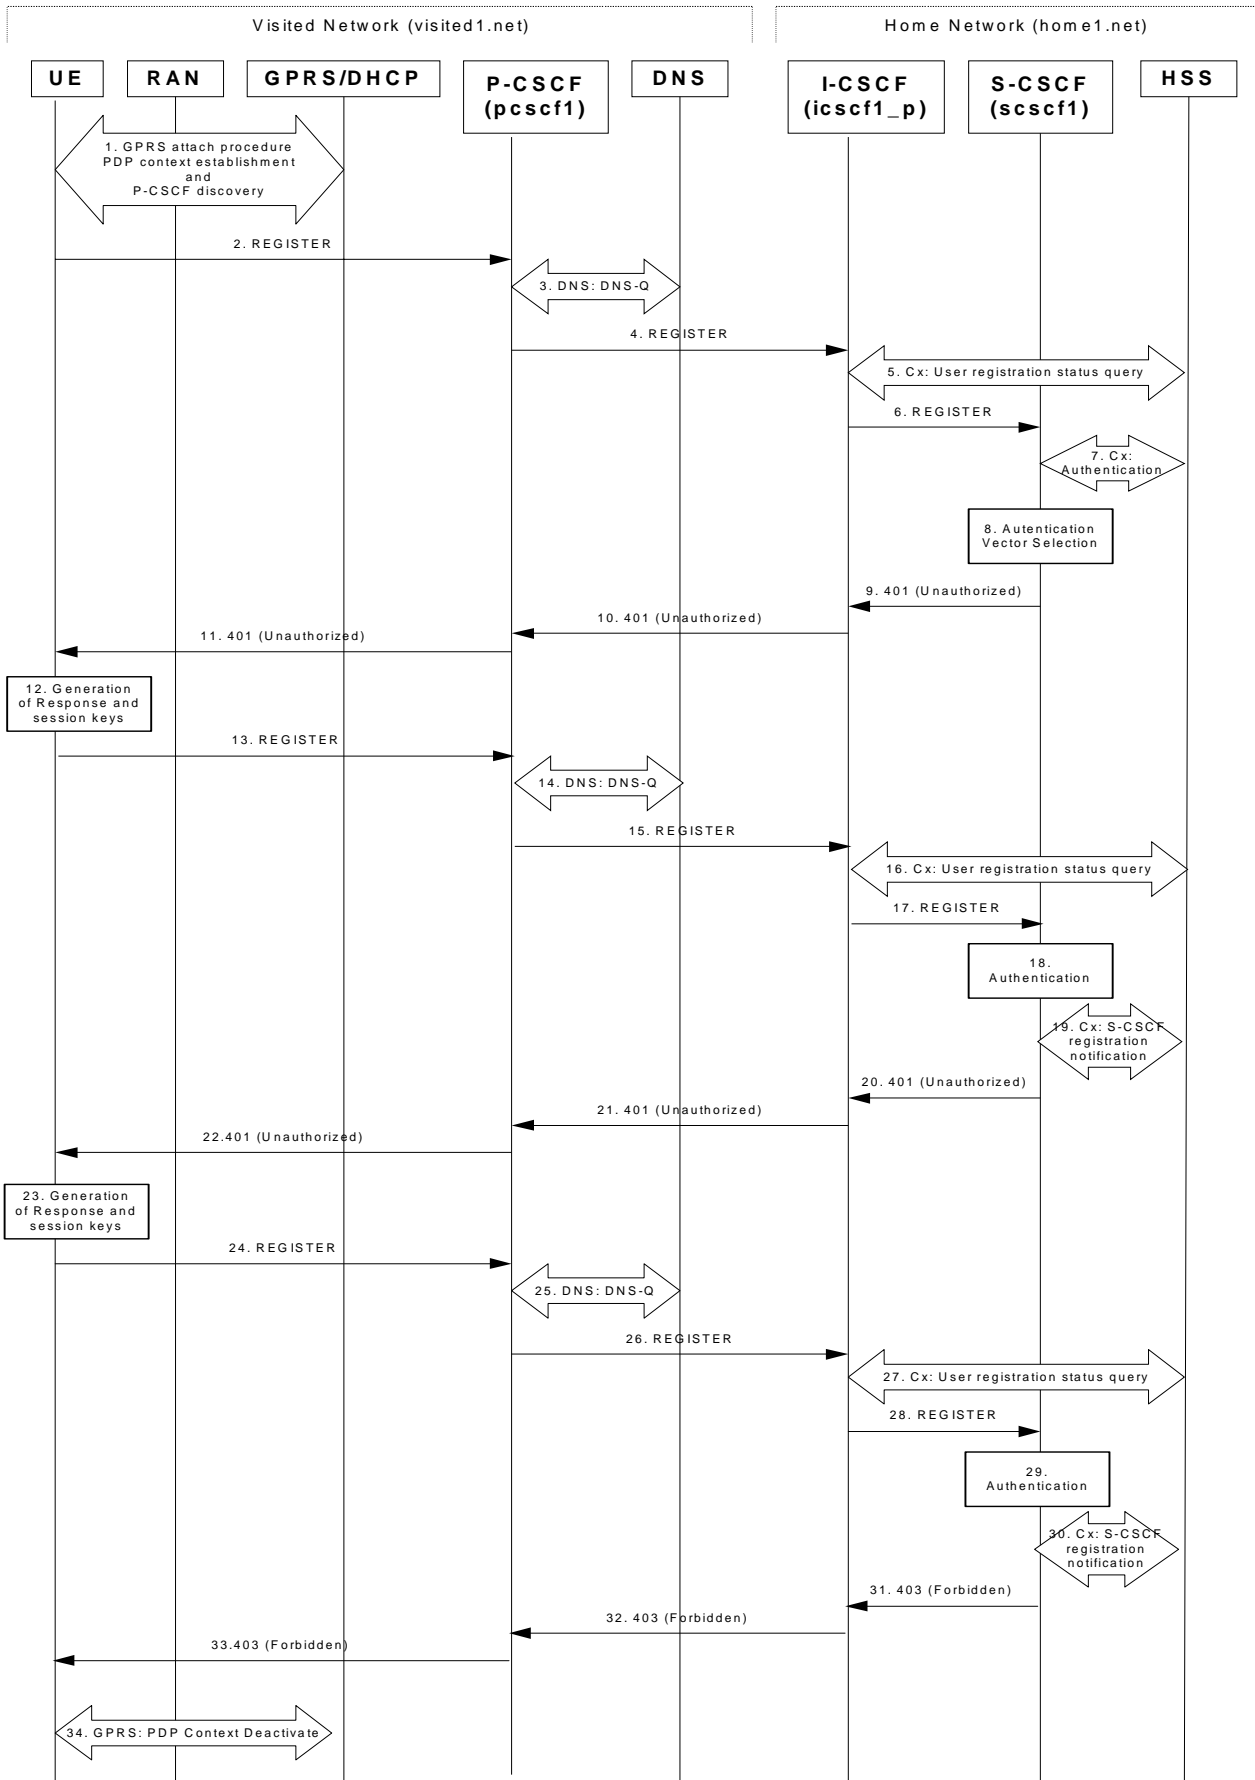 Visited Network (visited1.net)
Home Network (home1.net)
UE
RAN
GPRS/DHCP
P-CSCF
(pcscf1)
DNS
I-CSCF
(icscf1_p)
S-CSCF
(scscf1)
HSS
1. GPRS attach procedure
PDP context establishment
and
P-CSCF discovery
2. REGISTER
3. DNS: DNS-Q
4. REGISTER
5. Cx: User registration status query
6. REGISTER
7. Cx:
Authentication
8. Autentication
Vector Selection
9. 401 (Unauthorized)
10. 401 (Unauthorized)
11. 401 (Unauthorized)
12. Generation
of Response and
session keys
13. REGISTER
14. DNS: DNS-Q
15. REGISTER
16. Cx: User registration status query
17. REGISTER
18.
Authentication
19. Cx: S-CSCF
registration
notification
20. 401 (Unauthorized)
21. 401 (Unauthorized)
22.401 (Unauthorized)
23. Generation
of Response and
session keys
24. REGISTER
25. DNS: DNS-Q
26. REGISTER
27. Cx: User registration status query
28. REGISTER
29.
Authentication
30. Cx: S-CSCF
registration
notification
31. 403 (Forbidden)
32. 403 (Forbidden)
33.403 (Forbidden)
34. GPRS: PDP Context Deactivate